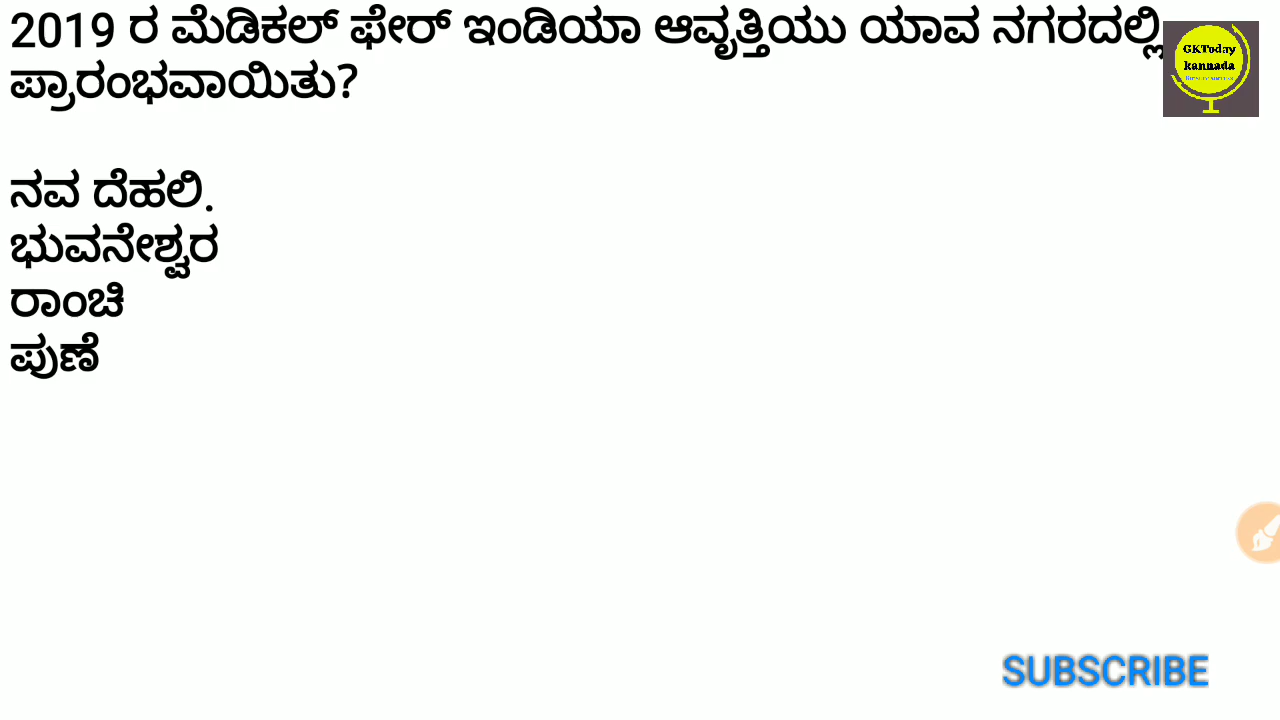 2019 ರ ಮೆಡಿಕಲ್ ಫೇರ್ ಇಂಡಿಯಾ ಆವೃತ್ತಿಯು ಯಾವ ನಗರದಲ್ಲಿ
ಪ್ರಾರಂಭವಾಯಿತು?
GKToday
kannada
ನವ ದೆಹಲಿ.
ಭುವನೇಶ್ವರ
ರಾಂಚಿ
ಪುಣೆ
SUBSCRIBE